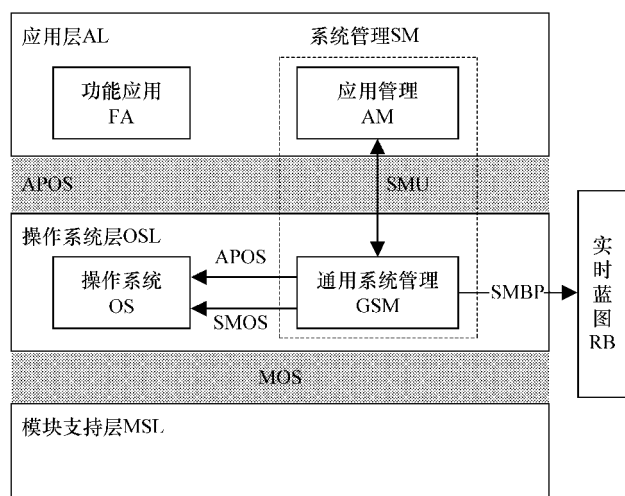 应用层AL
系统管理SM
功能应用
FA
应用管理
AM
APOS
SMU
操作系统层OSL
操作系统
OS
APOS
SMOS
通用系统管理
GSM
SMBP
实
时
蓝
图
RB
MOS
模块支持层MSL